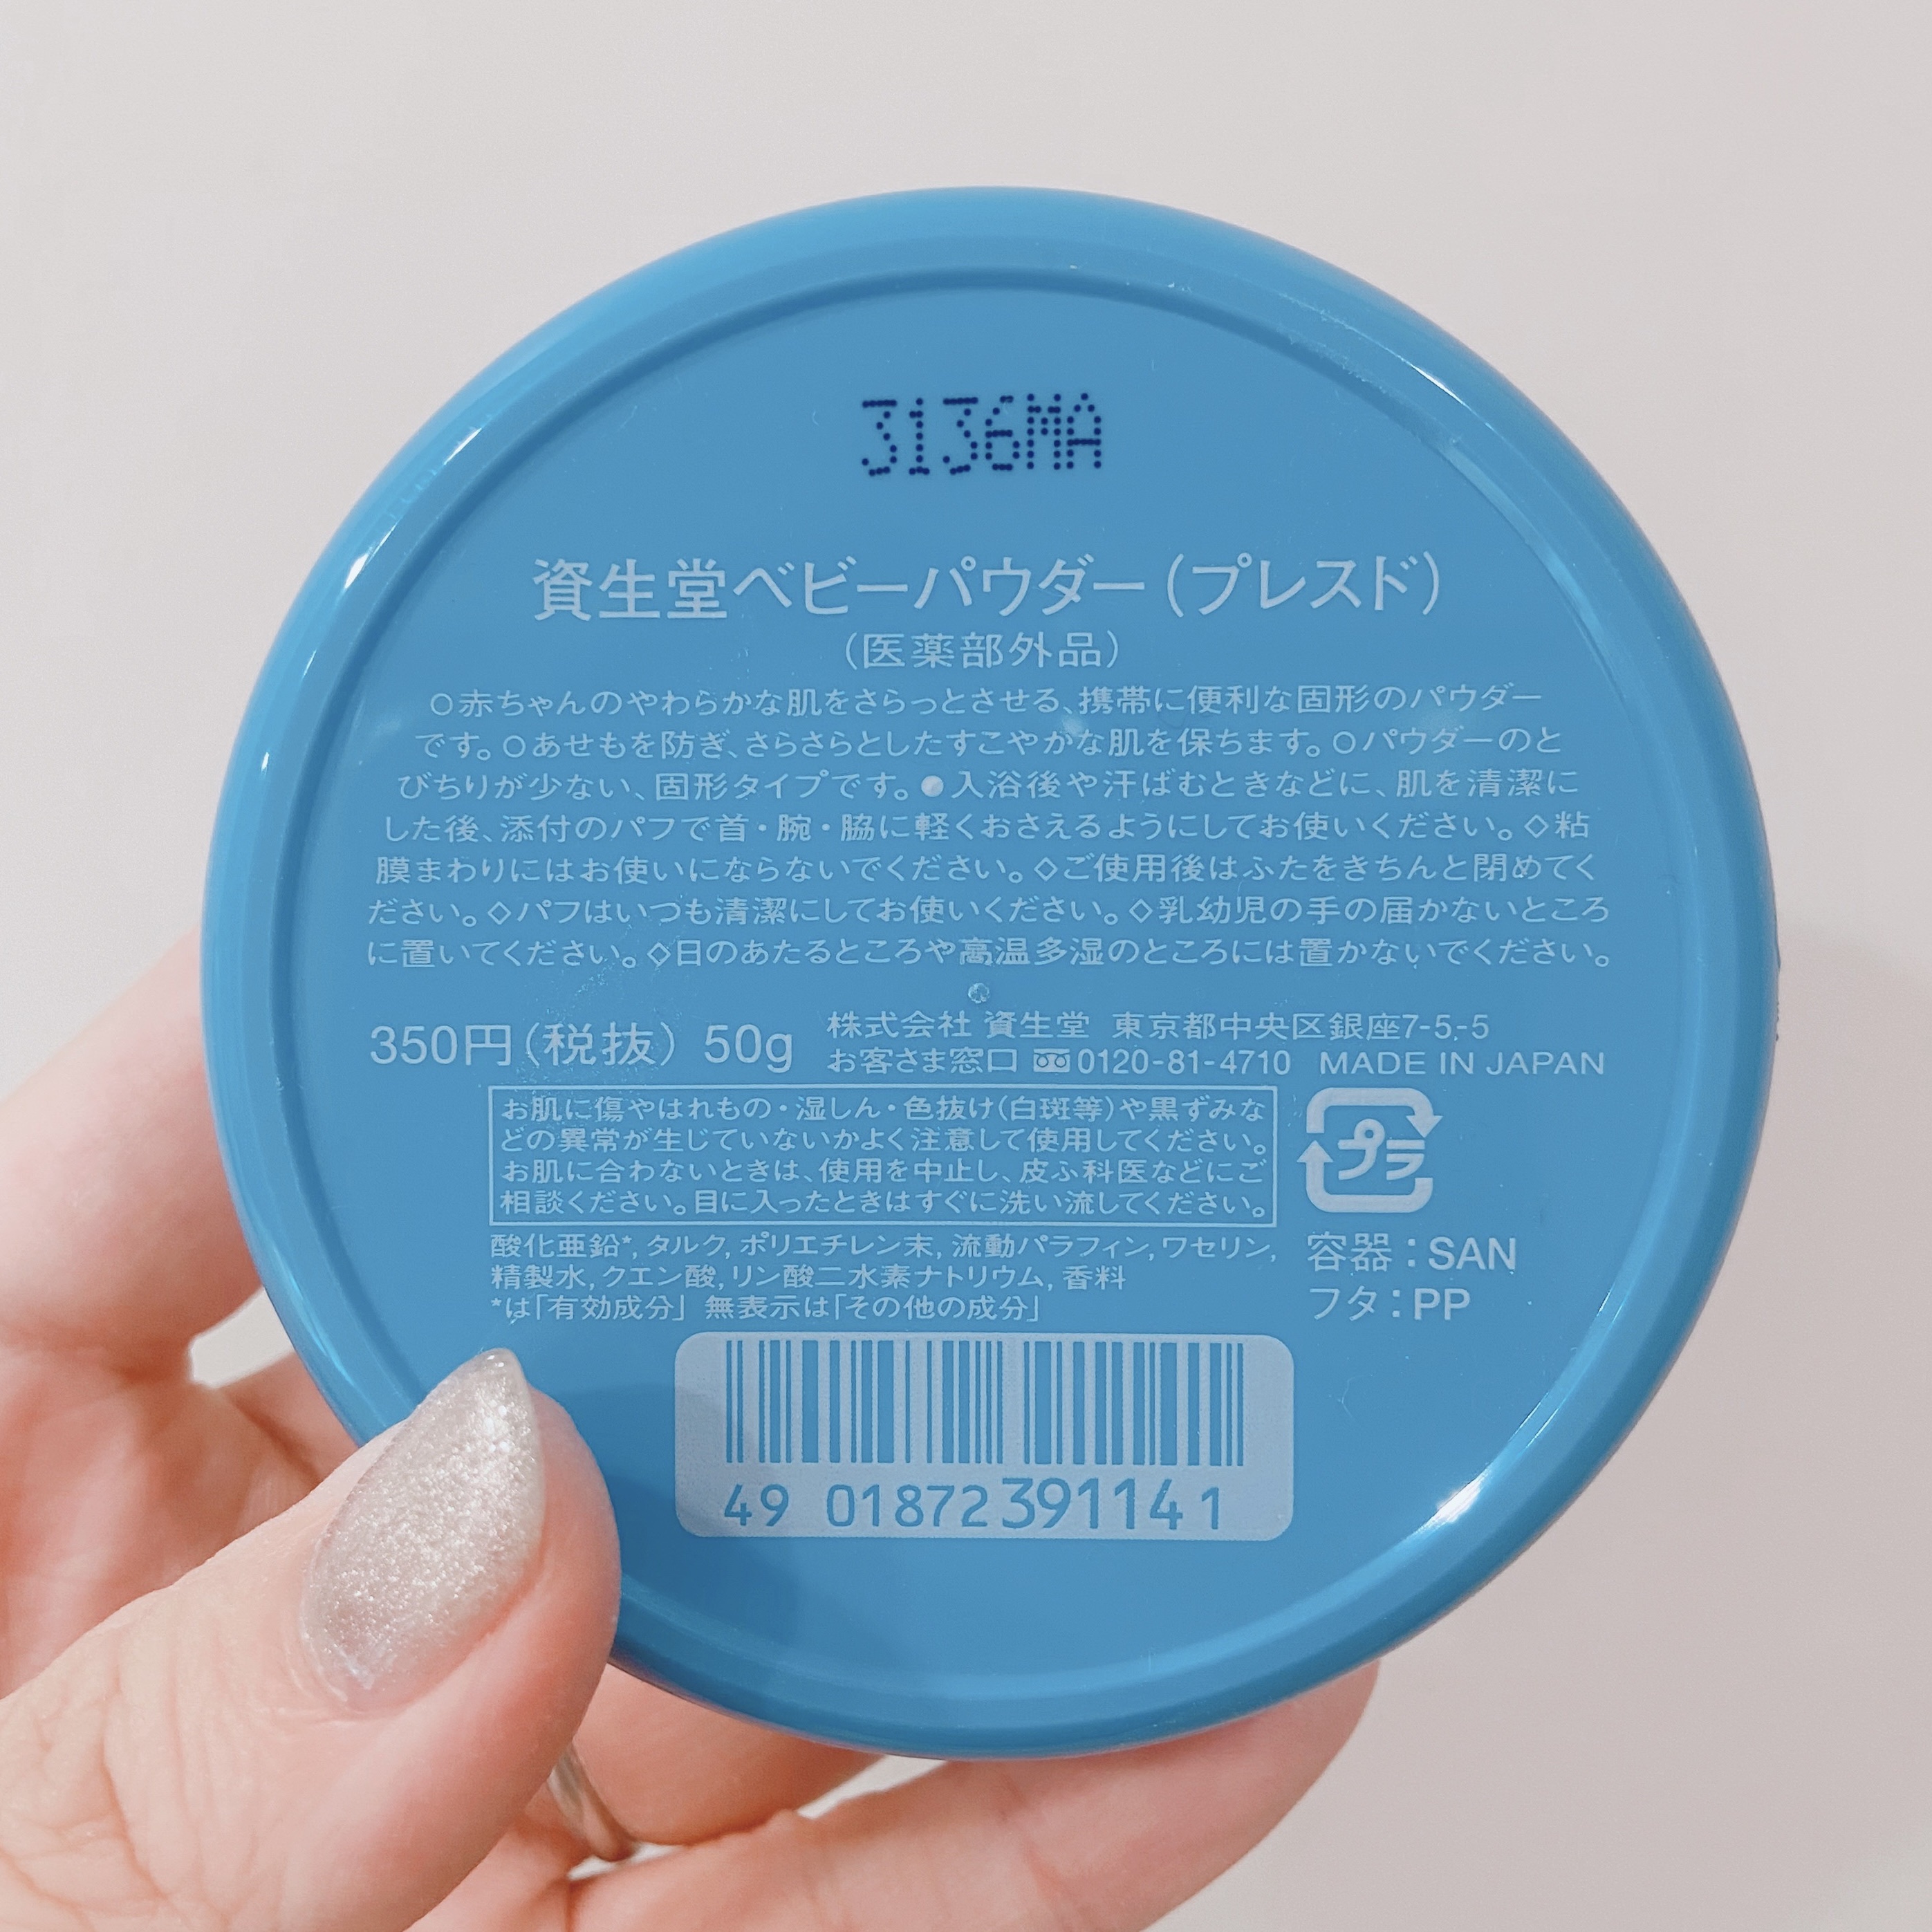 3136MA
資生堂ベビーパウダー(プレスド)
(医薬部外品)
○赤ちゃんのやわらかな肌をさらっとさせる、携帯に便利な固形のパウダー
です。○あせもを防ぎ、さらさらとしたすこやかな肌を保ちます。○パウダーのと
びちりが少ない、固形タイプです。●入浴後や汗ばむときなどに、肌を清潔に
した後、添付のパフで首・腕・脇に軽くおさえるようにしてお使いください。◇粘
膜まわりにはお使いにならないでください。◇ご使用後はふたをきちんと閉めてく
ださい。◇パフはいつも清潔にしてお使いください。◇乳幼児の手の届かないところ
に置いてください。◇日のあたるところや高温多湿のところには置かないでください。
350円(税抜) 50g
株式会社 資生堂 東京都中央区銀座7-5-5
お客さま窓口 0120-81-4710 MADE IN JAPAN
お肌に傷やはれもの・湿しん・色抜け(白斑等)や黒ずみな
どの異常が生じていないかよく注意して使用してください。
お肌に合わないときは、使用を中止し、皮ふ科医などにご
相談ください。目に入ったときはすぐに洗い流してください。
プラ
酸化亜鉛*, タルク, ポリエチレン末, 流動パラフィン, ワセリン,
精製水, クエン酸, リン酸二水素ナトリウム, 香料
*は「有効成分」 無表示は「その他の成分」
容器:SAN
フタ:PP
49 01872 39114 1